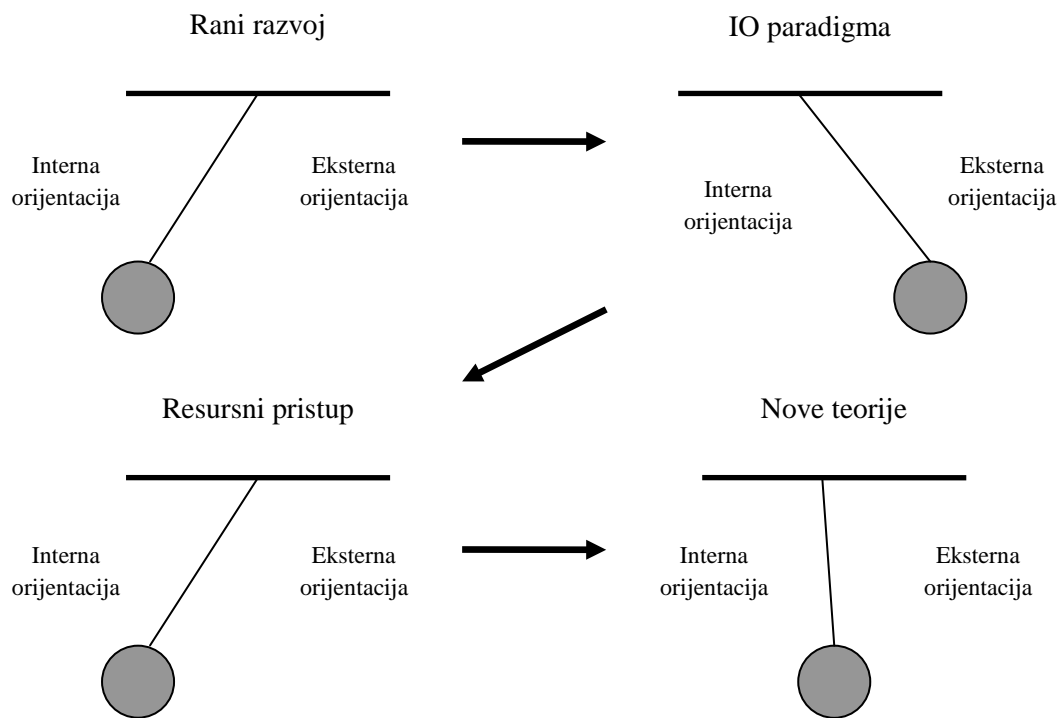 Rani razvoj
IO paradigma
Interna
orijentacija
Eksterna
orijentacija
Interna
orijentacija
Eksterna
orijentacija
Resursni pristup
Nove teorije
Interna
orijentacija
Eksterna
orijentacija
Interna
orijentacija
Eksterna
orijentacija